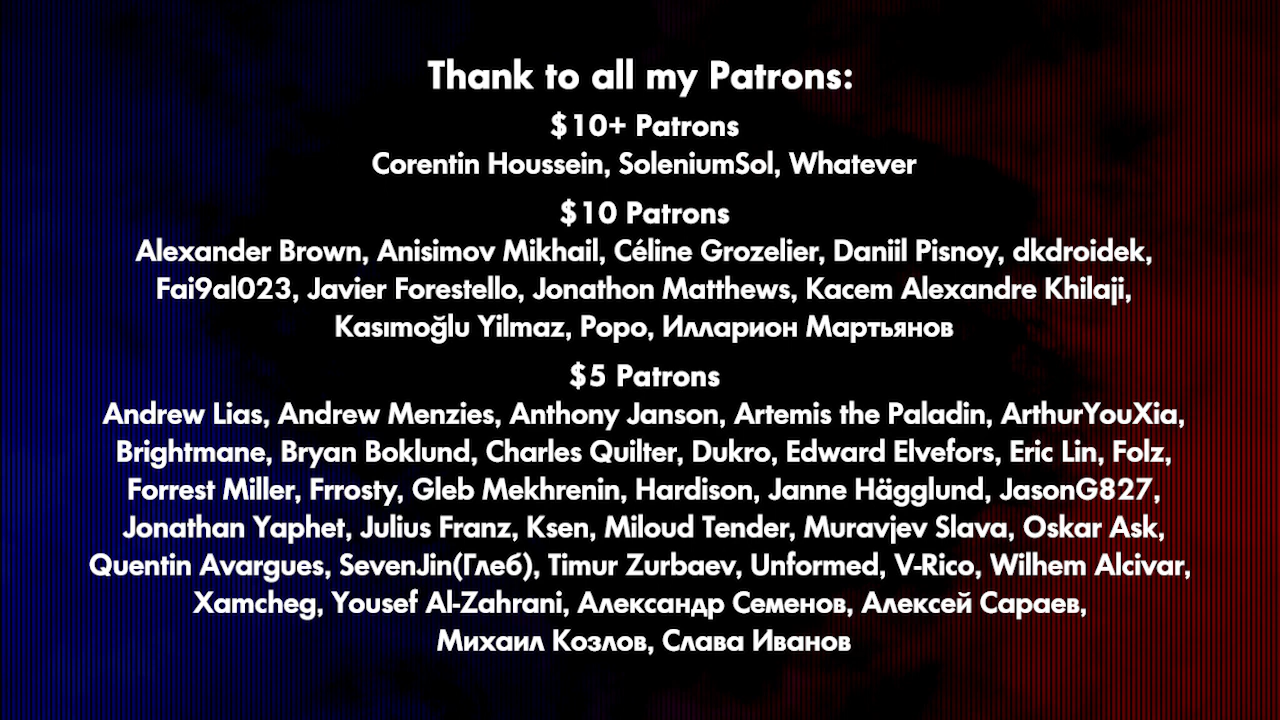 Thank to all my Patrons:
$10+ Patrons
Corentin Houssein, SoleniumSol, Whatever
$10 Patrons
Alexander Brown, Anisimov Mikhail, Céline Grozelier, Daniil Pisnoy, dkdroidek,
Fai9al023, Javier Forestello, Jonathon Matthews, Kacem Alexandre Khilaji,
Kasımoğlu Yilmaz, Popo, Илларион Мартьянов
$5 Patrons
Andrew Lias, Andrew Menzies, Anthony Janson, Artemis the Paladin, ArthurYouXia,
Brightmane, Bryan Boklund, Charles Quilter, Dukro, Edward Elvefors, Eric Lin, Folz,
Forrest Miller, Frrosty, Gleb Mekhrenin, Hardison, Janne Hägglund, JasonG827,
Jonathan Yaphet, Julius Franz, Ksen, Miloud Tender, Muravjev Slava, Oskar Ask,
Quentin Avargues, SevenJin(Глеб), Timur Zurbaev, Unformed, V-Rico, Wilhem Alcivar,
Xamcheg, Yousef Al-Zahrani, Александр Семенов, Алексей Сараев,
Михаил Козлов, Слава Иванов